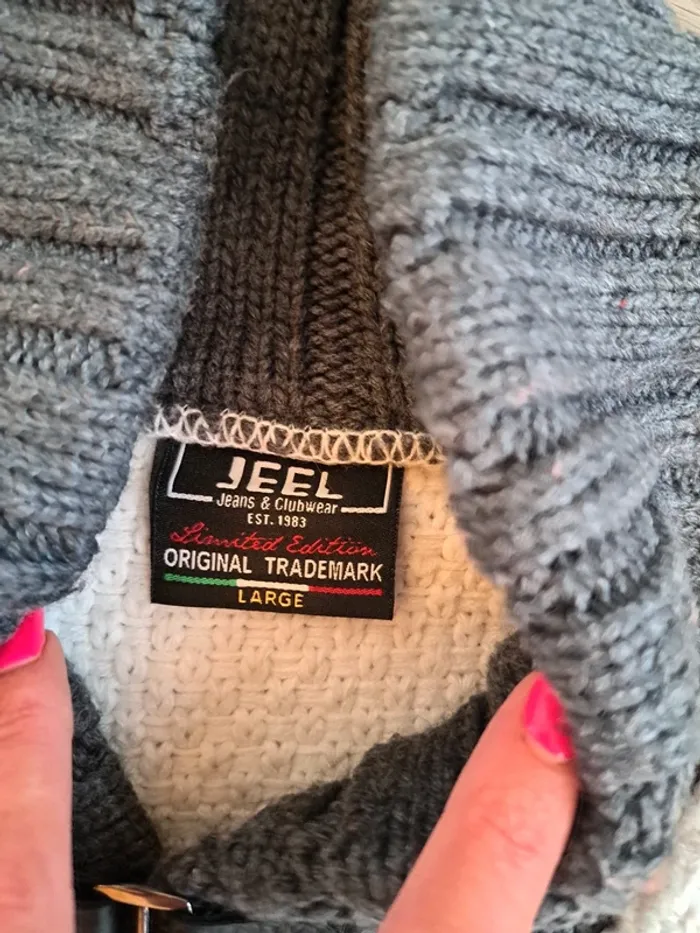 JEEL
Jeans & Clubwear
EST. 1983
Limited Edition
ORIGINAL TRADEMARK
LARGE